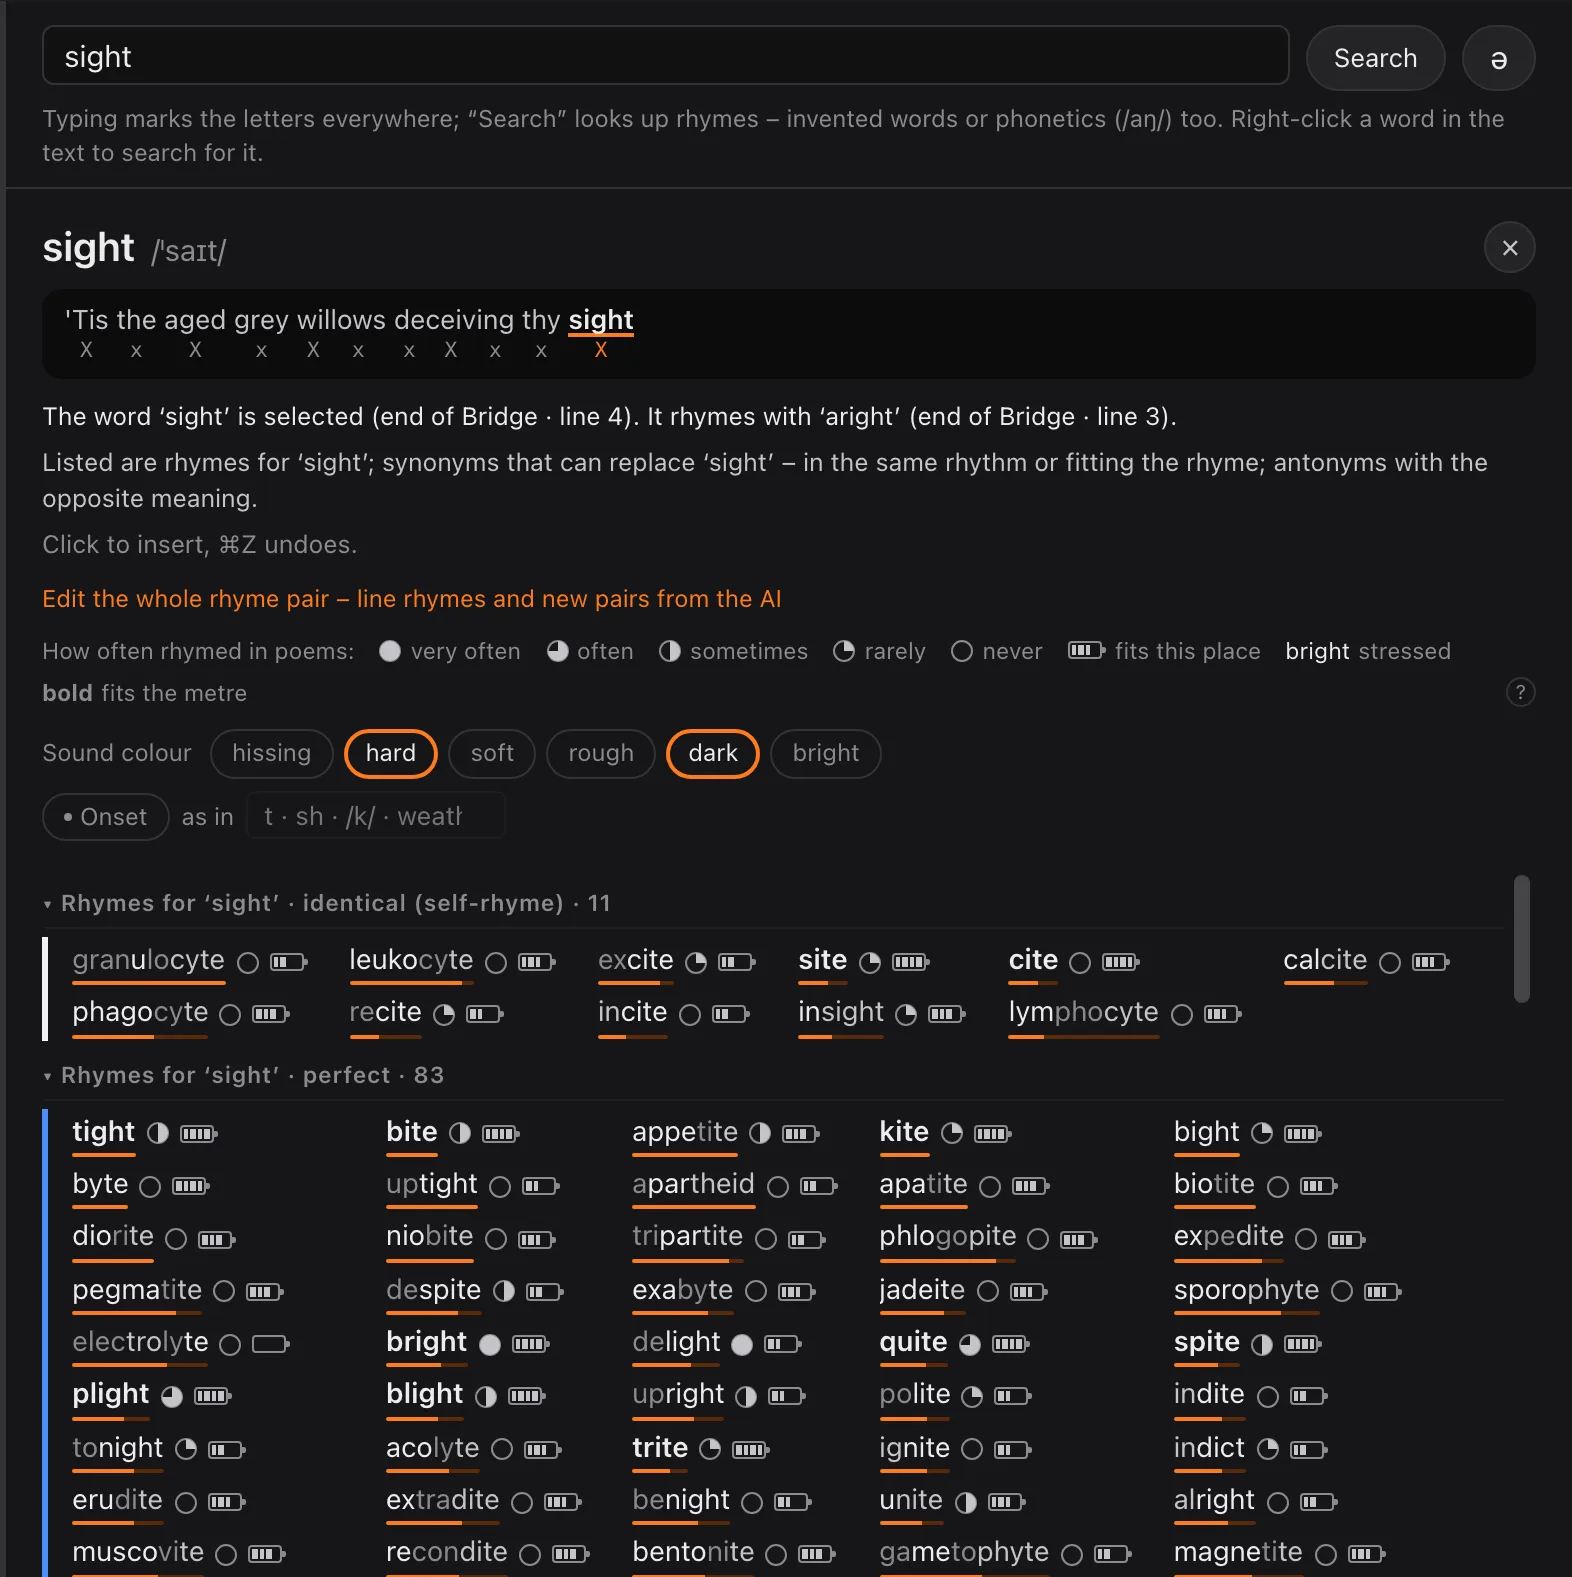 sight
Search
ə
Typing marks the letters everywhere; “Search” looks up rhymes – invented words or phonetics (/aŋ/) too. Right-click a word in the
text to search for it.
sight /ˈsaɪt/
×
'Tis the aged grey willows deceiving thy sight
X x X x X x x X x x X
The word ‘sight’ is selected (end of Bridge · line 4). It rhymes with ‘aright’ (end of Bridge · line 3).
Listed are rhymes for ‘sight’; synonyms that can replace ‘sight’ – in the same rhythm or fitting the rhyme; antonyms with the
opposite meaning.
Click to insert, ⌘Z undoes.
Edit the whole rhyme pair – line rhymes and new pairs from the AI
How often rhymed in poems: very often often sometimes rarely never fits this place bright stressed
bold fits the metre ?
Sound colour hissing hard soft rough dark bright
• Onset as in t · sh · /k/ · weath
▾ Rhymes for ‘sight’ · identical (self-rhyme) · 11
granulocyte leukocyte excite site cite calcite
phagocyte recite incite insight lymphocyte
▾ Rhymes for ‘sight’ · perfect · 83
tight bite appetite kite bight
byte uptight apartheid apatite biotite
diorite niobite tripartite phlogopite expedite
pegmatite despite exabyte jadeite sporophyte
electrolyte bright delight quite spite
plight blight upright polite indite
tonight acolyte trite ignite indict
erudite extradite benight unite alright
muscovite recondite bentonite gametophyte magnetite